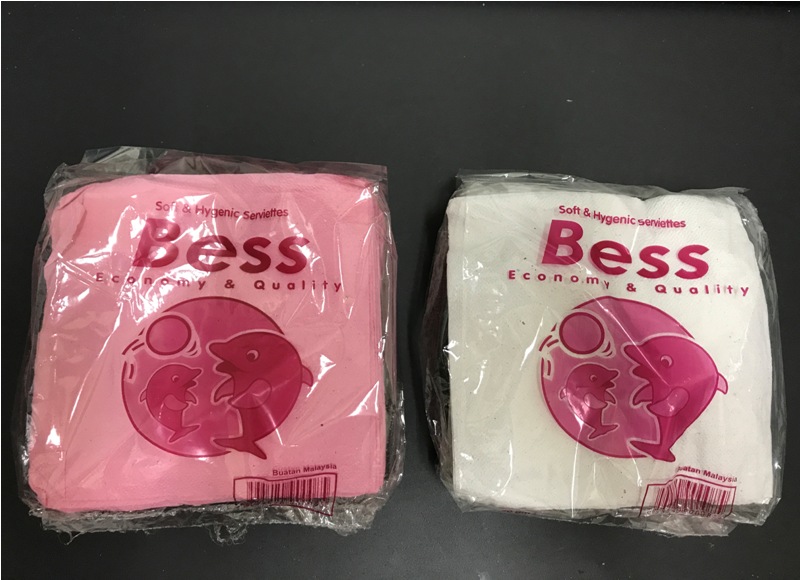 Soft & Hygenic Serviettes
Bess
Economy & Quality
Buatan Malaysia
Soft & Hygenic serviettes
Bess
Economy & Quality
Buatan Malaysia